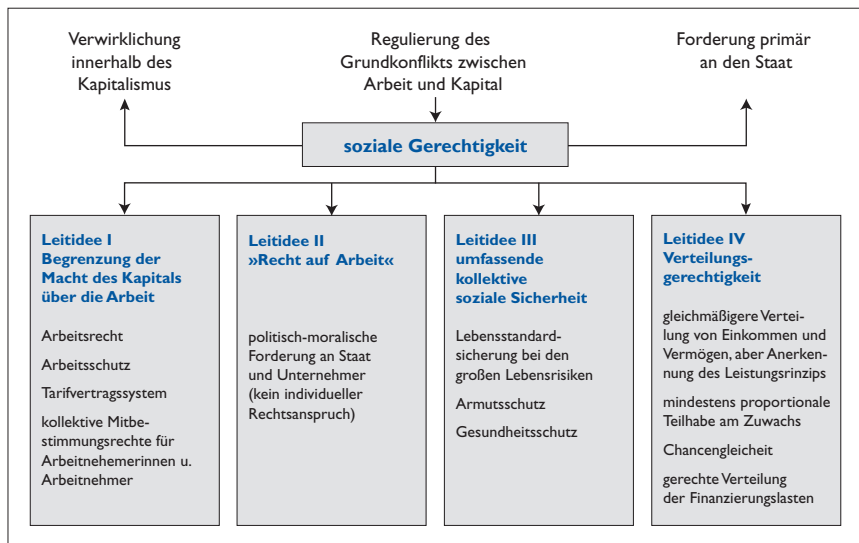 Verwirklichung
innerhalb des
Kapitalismus
Regulierung des
Grundkonflikts zwischen
Arbeit und Kapital
Forderung primär
an den Staat
soziale Gerechtigkeit
Leitidee I
Begrenzung der
Macht des Kapitals
über die Arbeit
Arbeitsrecht
Arbeitsschutz
Tarifvertragssystem
kollektive Mitbe-
stimmungsrechte für
Arbeitnehemerinnen u.
Arbeitnehmer
Leitidee II
»Recht auf Arbeit«
politisch-moralische
Forderung an Staat
und Unternehmer
(kein individueller
Rechtsanspruch)
Leitidee III
umfassende
kollektive
soziale Sicherheit
Lebensstandard-
sicherung bei den
großen Lebensrisiken
Armutsschutz
Gesundheitsschutz
Leitidee IV
Verteilungs-
gerechtigkeit
gleichmäßigere Vertei-
lung von Einkommen und
Vermögen, aber Anerken-
nung des Leistungsrinzips
mindestens proportionale
Teilhabe am Zuwachs
Chancengleicheit
gerechte Verteilung
der Finanzierungslasten